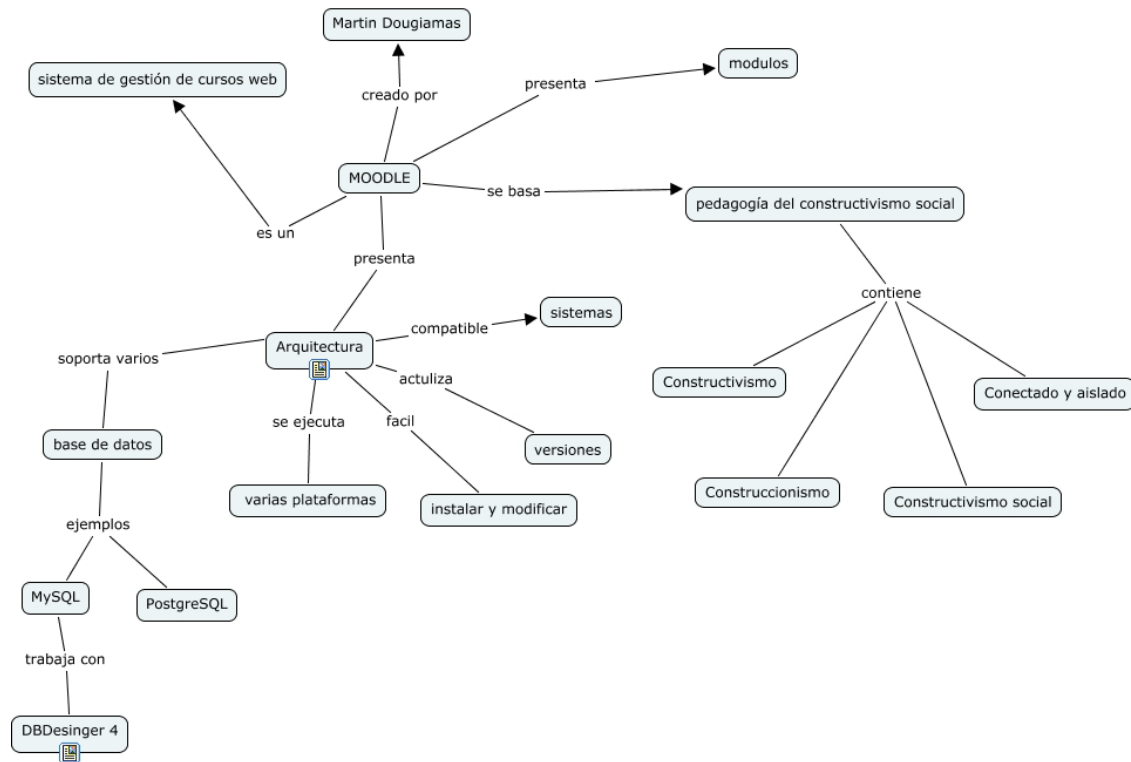 Martin Dougiamas
sistema de gestión de cursos web
modulos
presenta
creado por
MOODLE
se basa
pedagogía del constructivismo social
es un
presenta
contiene
sistemas
compatible
Arquitectura
soporta varios
actuliza
Constructivismo
Conectado y aislado
se ejecuta
facil
base de datos
versiones
varias plataformas
instalar y modificar
Construccionismo
Constructivismo social
ejemplos
MySQL
PostgreSQL
trabaja con
DBDesinger 4